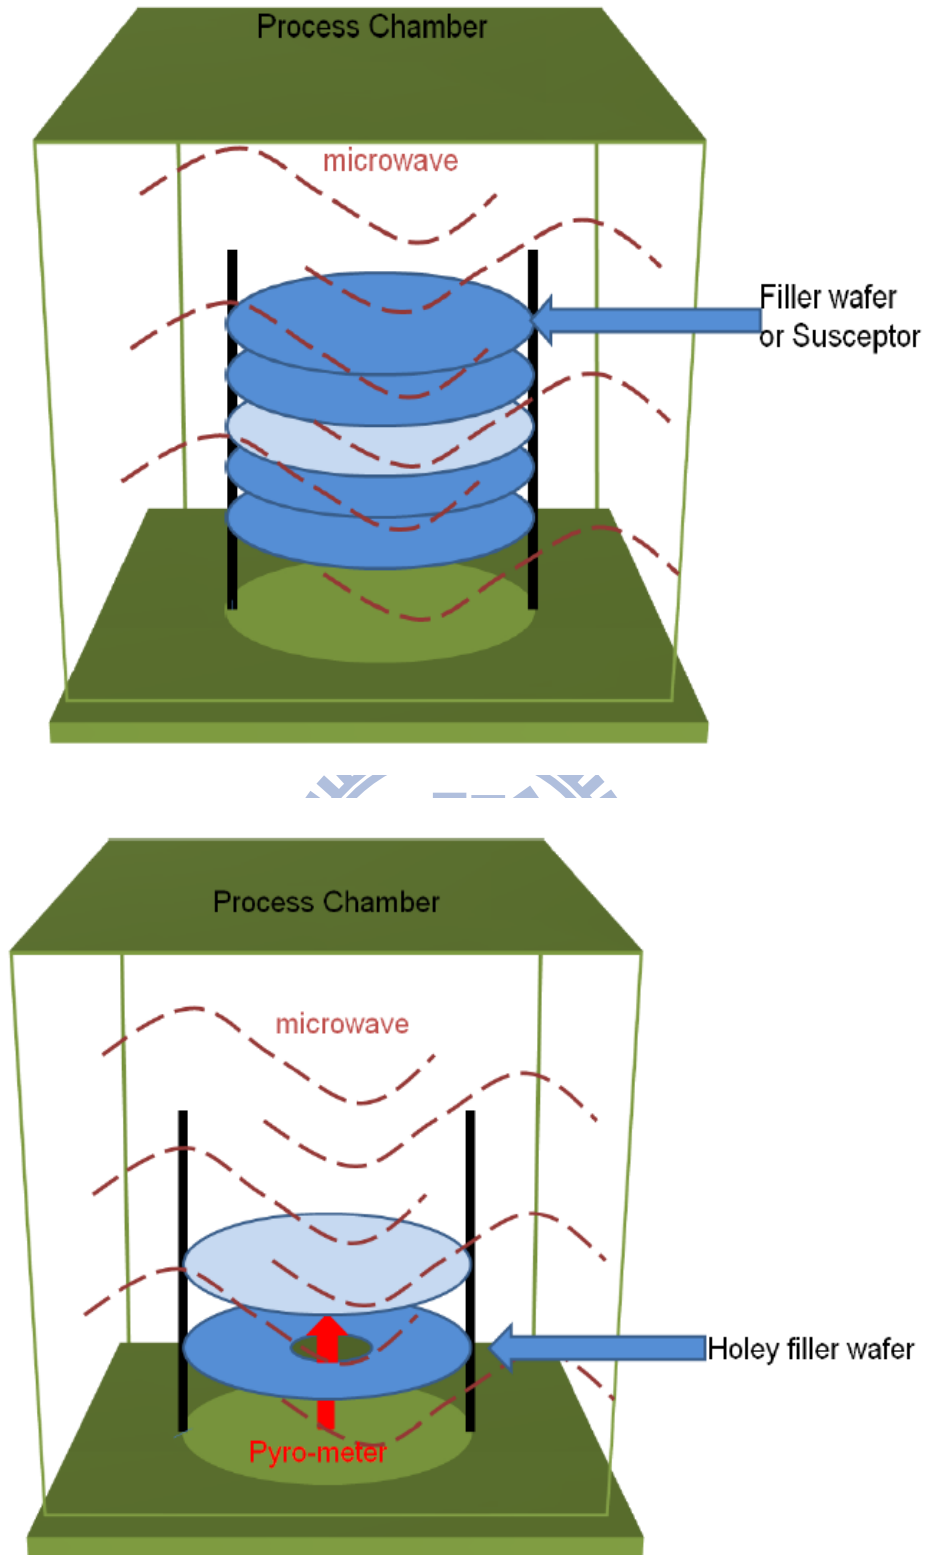 Process Chamber
microwave
Filler wafer
or Susceptor
Process Chamber
microwave
Holey filler wafer
Pyro-meter